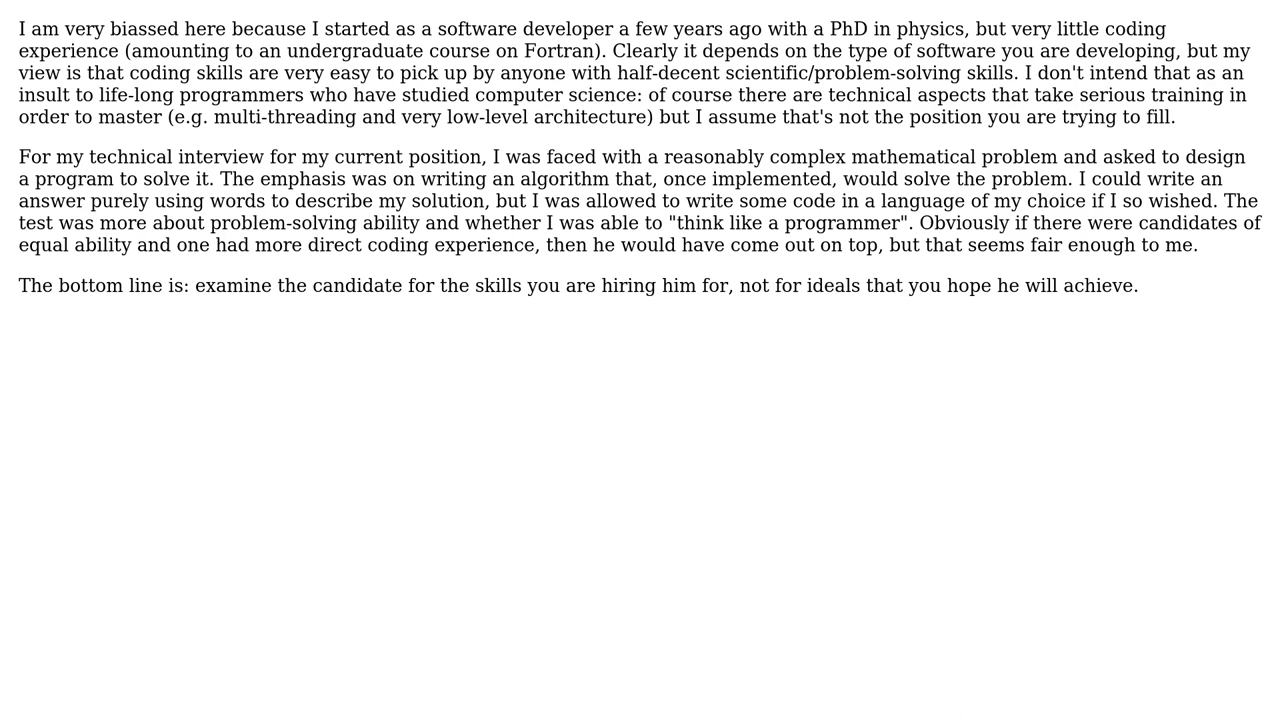 I am very biassed here because I started as a software developer a few years ago with a PhD in physics, but very little coding
experience (amounting to an undergraduate course on Fortran). Clearly it depends on the type of software you are developing, but my
view is that coding skills are very easy to pick up by anyone with half-decent scientific/problem-solving skills. I don't intend that as an
insult to life-long programmers who have studied computer science: of course there are technical aspects that take serious training in
order to master (e.g. multi-threading and very low-level architecture) but I assume that's not the position you are trying to fill.
For my technical interview for my current position, I was faced with a reasonably complex mathematical problem and asked to design
a program to solve it. The emphasis was on writing an algorithm that, once implemented, would solve the problem. I could write an
answer purely using words to describe my solution, but I was allowed to write some code in a language of my choice if I so wished. The
test was more about problem-solving ability and whether I was able to "think like a programmer". Obviously if there were candidates of
equal ability and one had more direct coding experience, then he would have come out on top, but that seems fair enough to me.
The bottom line is: examine the candidate for the skills you are hiring him for, not for ideals that you hope he will achieve.